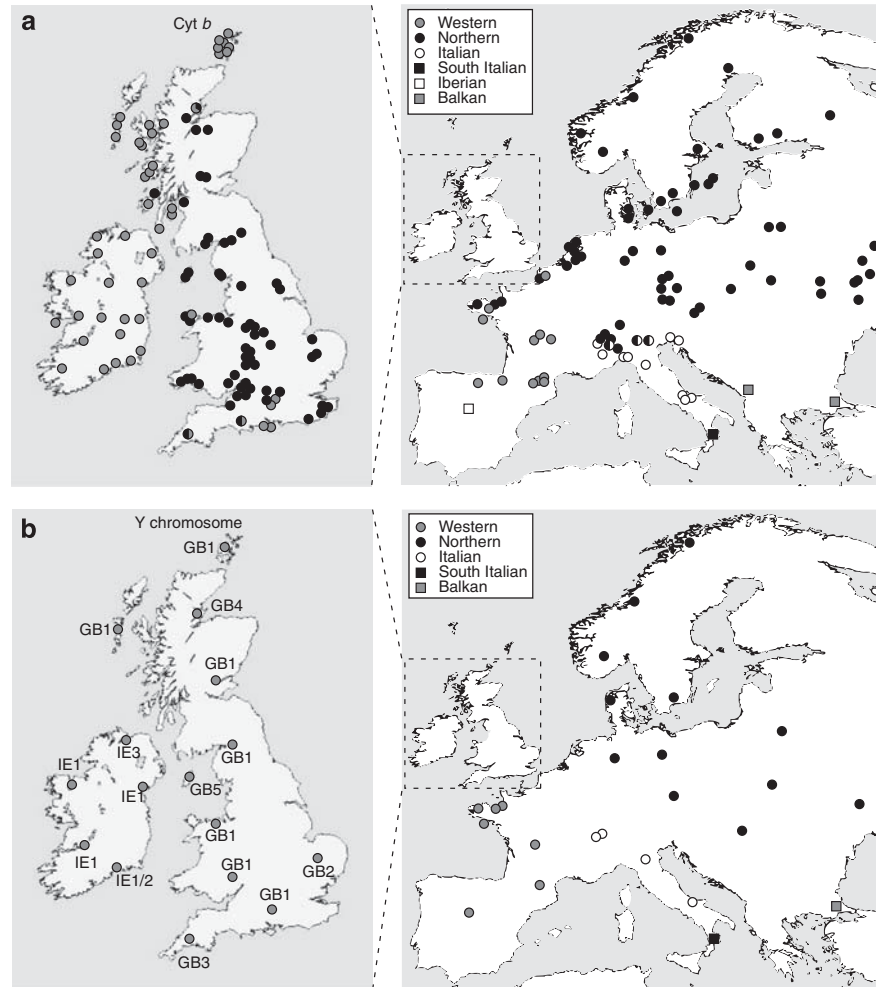 a
Cyt b
Western
Northern
Italian
South Italian
Iberian
Balkan
b
Y chromosome
GB1
GB4
GB1
GB1
IE3
GB1
IE1
GB5
IE1
GB1
IE1
GB1
GB2
IE1/2
GB1
GB3
Western
Northern
Italian
South Italian
Balkan